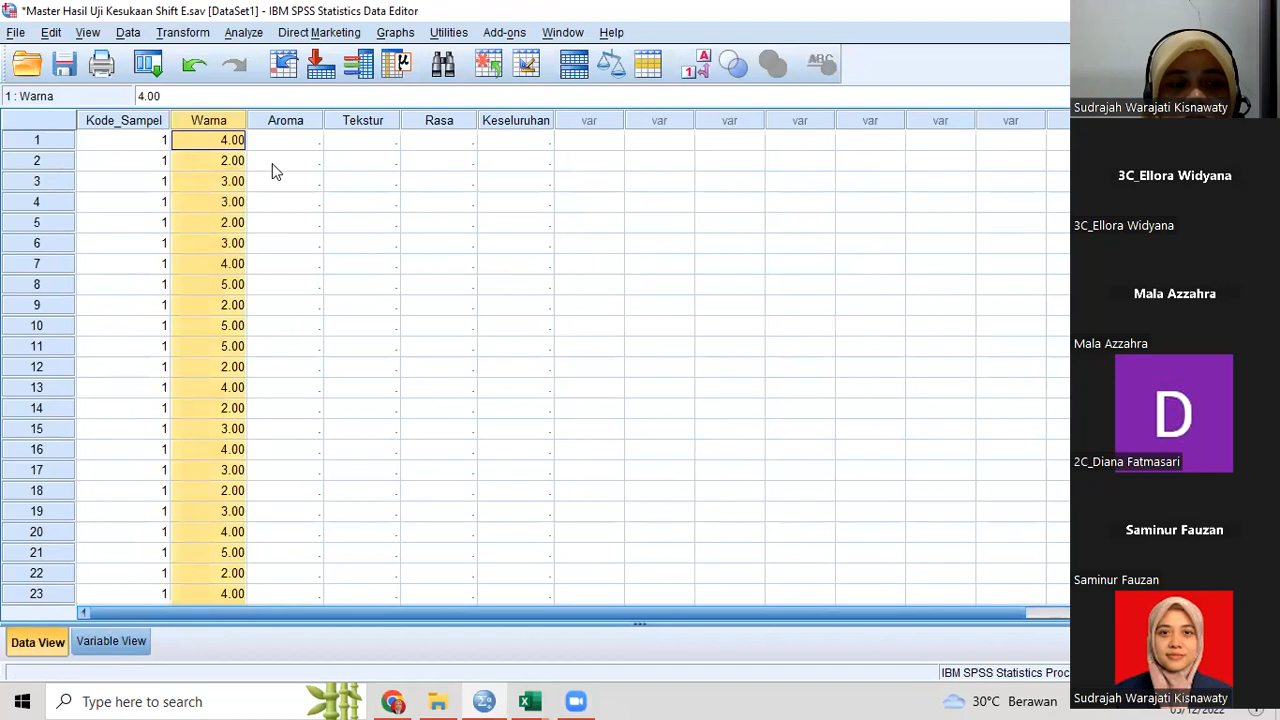 *Master Hasil Uji Kesukaan Shift E.sav [DataSet1] - IBM SPSS Statistics Data Editor
File Edit View Data Transform Analyze Direct Marketing Graphs Utilities Add-ons Window Help
1 : Warna 4.00
Kode_Sampel Warna Aroma Tekstur Rasa Keseluruhan var var var var var var var
1 1 4.00 . . . .
2 1 2.00 . . . .
3 1 3.00 . . . .
4 1 3.00 . . . .
5 1 2.00 . . . .
6 1 3.00 . . . .
7 1 4.00 . . . .
8 1 5.00 . . . .
9 1 2.00 . . . .
10 1 5.00 . . . .
11 1 5.00 . . . .
12 1 2.00 . . . .
13 1 4.00 . . . .
14 1 2.00 . . . .
15 1 3.00 . . . .
16 1 4.00 . . . .
17 1 3.00 . . . .
18 1 2.00 . . . .
19 1 3.00 . . . .
20 1 4.00 . . . .
21 1 5.00 . . . .
22 1 2.00 . . . .
23 1 4.00 . . . .
Data View Variable View
IBM SPSS Statistics Proc
Type here to search
30°C Berawan
Sudrajah Warajati Kisnawaty
3C_Ellora Widyana
3C_Ellora Widyana
Mala Azzahra
Mala Azzahra
D
2C_Diana Fatmasari
Saminur Fauzan
Saminur Fauzan
Sudrajah Warajati Kisnawaty